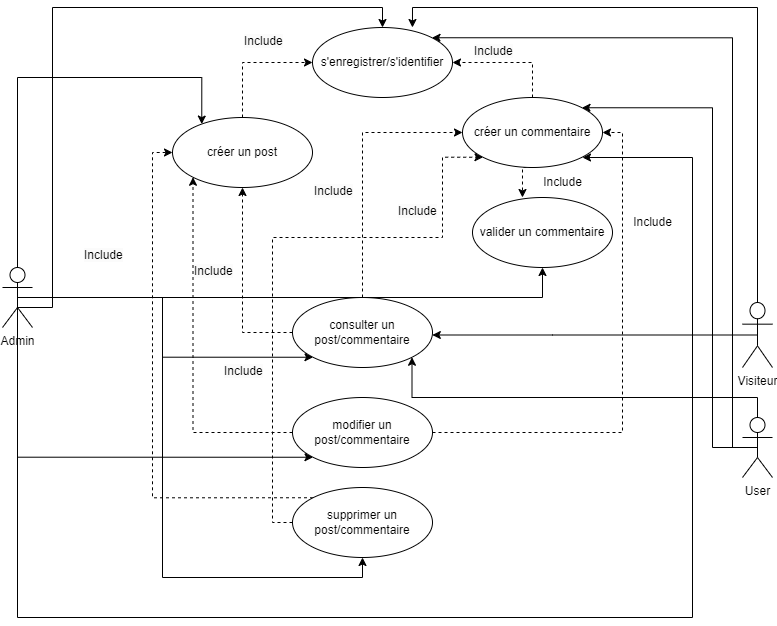 Include
s'enregistrer/s'identifier
Include
créer un commentaire
créer un post
Include
Include
Include
Include
valider un commentaire
Include
Include
consulter un
post/commentaire
Admin
Include
Visiteur
modifier un
post/commentaire
User
supprimer un
post/commentaire